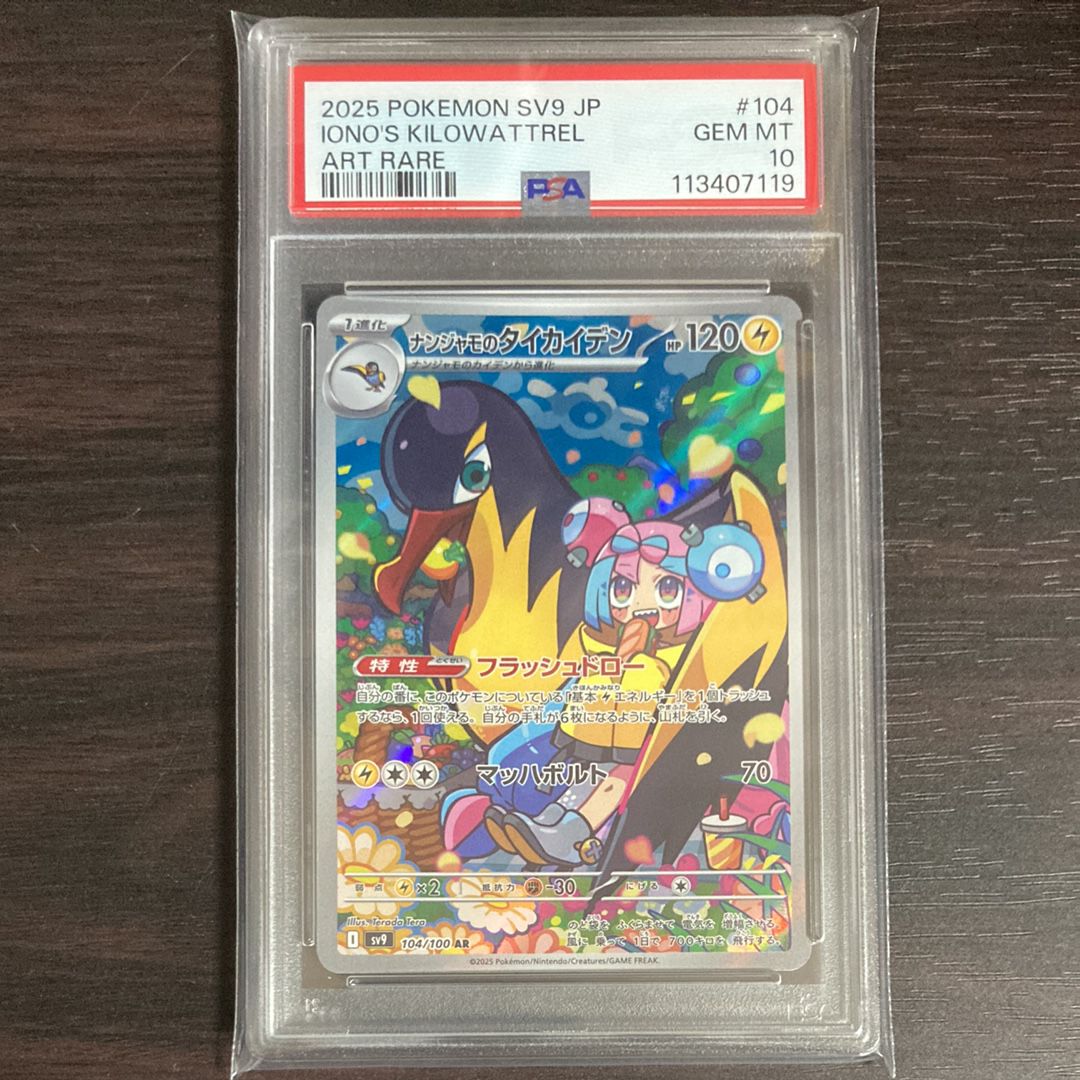 2025 POKEMON SV9 JP #104
IONO'S KILOWATTREL GEM MT
ART RARE 10
PSA 113407119
1進化 ナンジャモのタイカイデン HP 120
ナンジャモのカイデンから進化
特性 とくせい フラッシュドロー
自分の番に、このポケモンについている「基本エネルギー」を1個トラッシュ
するなら、1回使える。自分の手札が6枚になるように、山札を引く。
マッハボルト 70
弱点 ×2 抵抗力 -30 にげる
Illus. Terada Tera
のど袋を ふくらませて 電気を 増幅させる。
風に 乗って 1日で 700キロを 飛行する。
I sv9 104/100 AR
©2025 Pokémon/Nintendo/Creatures/GAME FREAK.